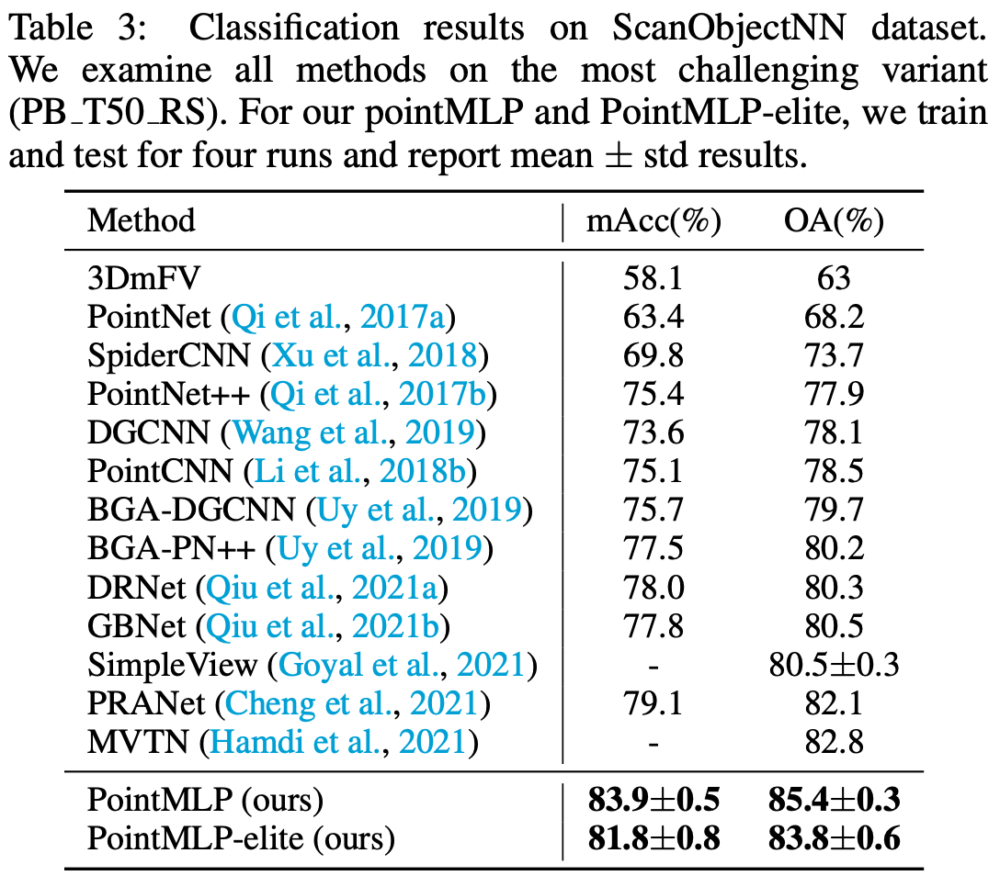 Table 3: Classification results on ScanObjectNN dataset.
We examine all methods on the most challenging variant
(PB_T50_RS). For our pointMLP and PointMLP-elite, we train
and test for four runs and report mean ± std results.
Method mAcc(%) OA(%)
3DmFV 58.1 63
PointNet (Qi et al., 2017a) 63.4 68.2
SpiderCNN (Xu et al., 2018) 69.8 73.7
PointNet++ (Qi et al., 2017b) 75.4 77.9
DGCNN (Wang et al., 2019) 73.6 78.1
PointCNN (Li et al., 2018b) 75.1 78.5
BGA-DGCNN (Uy et al., 2019) 75.7 79.7
BGA-PN++ (Uy et al., 2019) 77.5 80.2
DRNet (Qiu et al., 2021a) 78.0 80.3
GBNet (Qiu et al., 2021b) 77.8 80.5
SimpleView (Goyal et al., 2021) - 80.5±0.3
PRANet (Cheng et al., 2021) 79.1 82.1
MVTN (Hamdi et al., 2021) - 82.8
PointMLP (ours) 83.9±0.5 85.4±0.3
PointMLP-elite (ours) 81.8±0.8 83.8±0.6